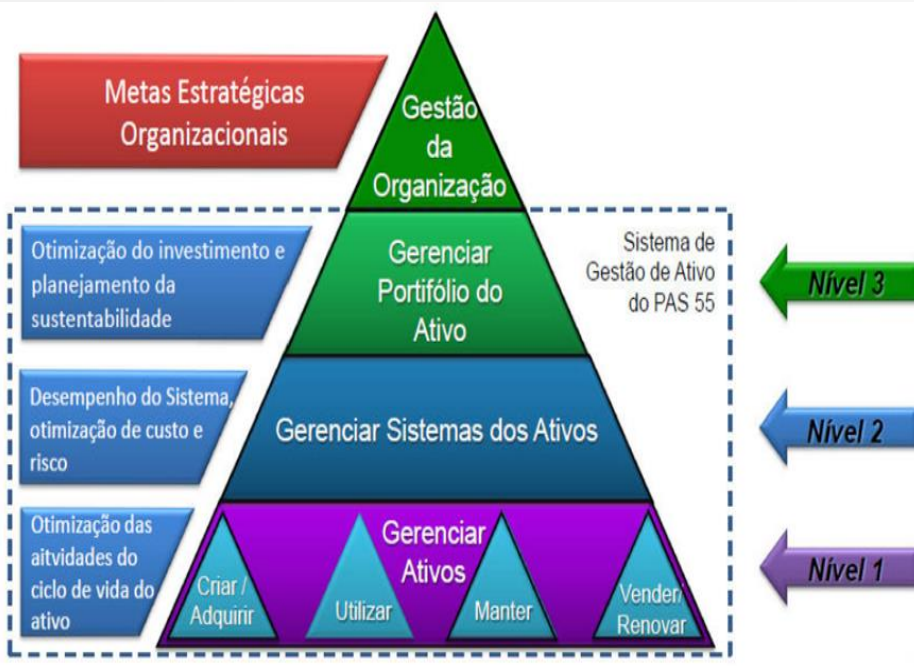 Metas Estratégicas
Organizacionais
Gestão
da
Organização
Otimização do investimento e
planejamento da
sustentabilidade
Gerenciar
Portifólio do
Ativo
Sistema de
Gestão de Ativo
do PAS 55
Nível 3
Desempenho do Sistema,
otimização de custo e
risco
Gerenciar Sistemas dos Ativos
Nível 2
Otimização das
aitvidades do
ciclo de vida do
ativo
Gerenciar
Ativos
Criar /
Adquirir
Utilizar
Manter
Vender/
Renovar
Nível 1